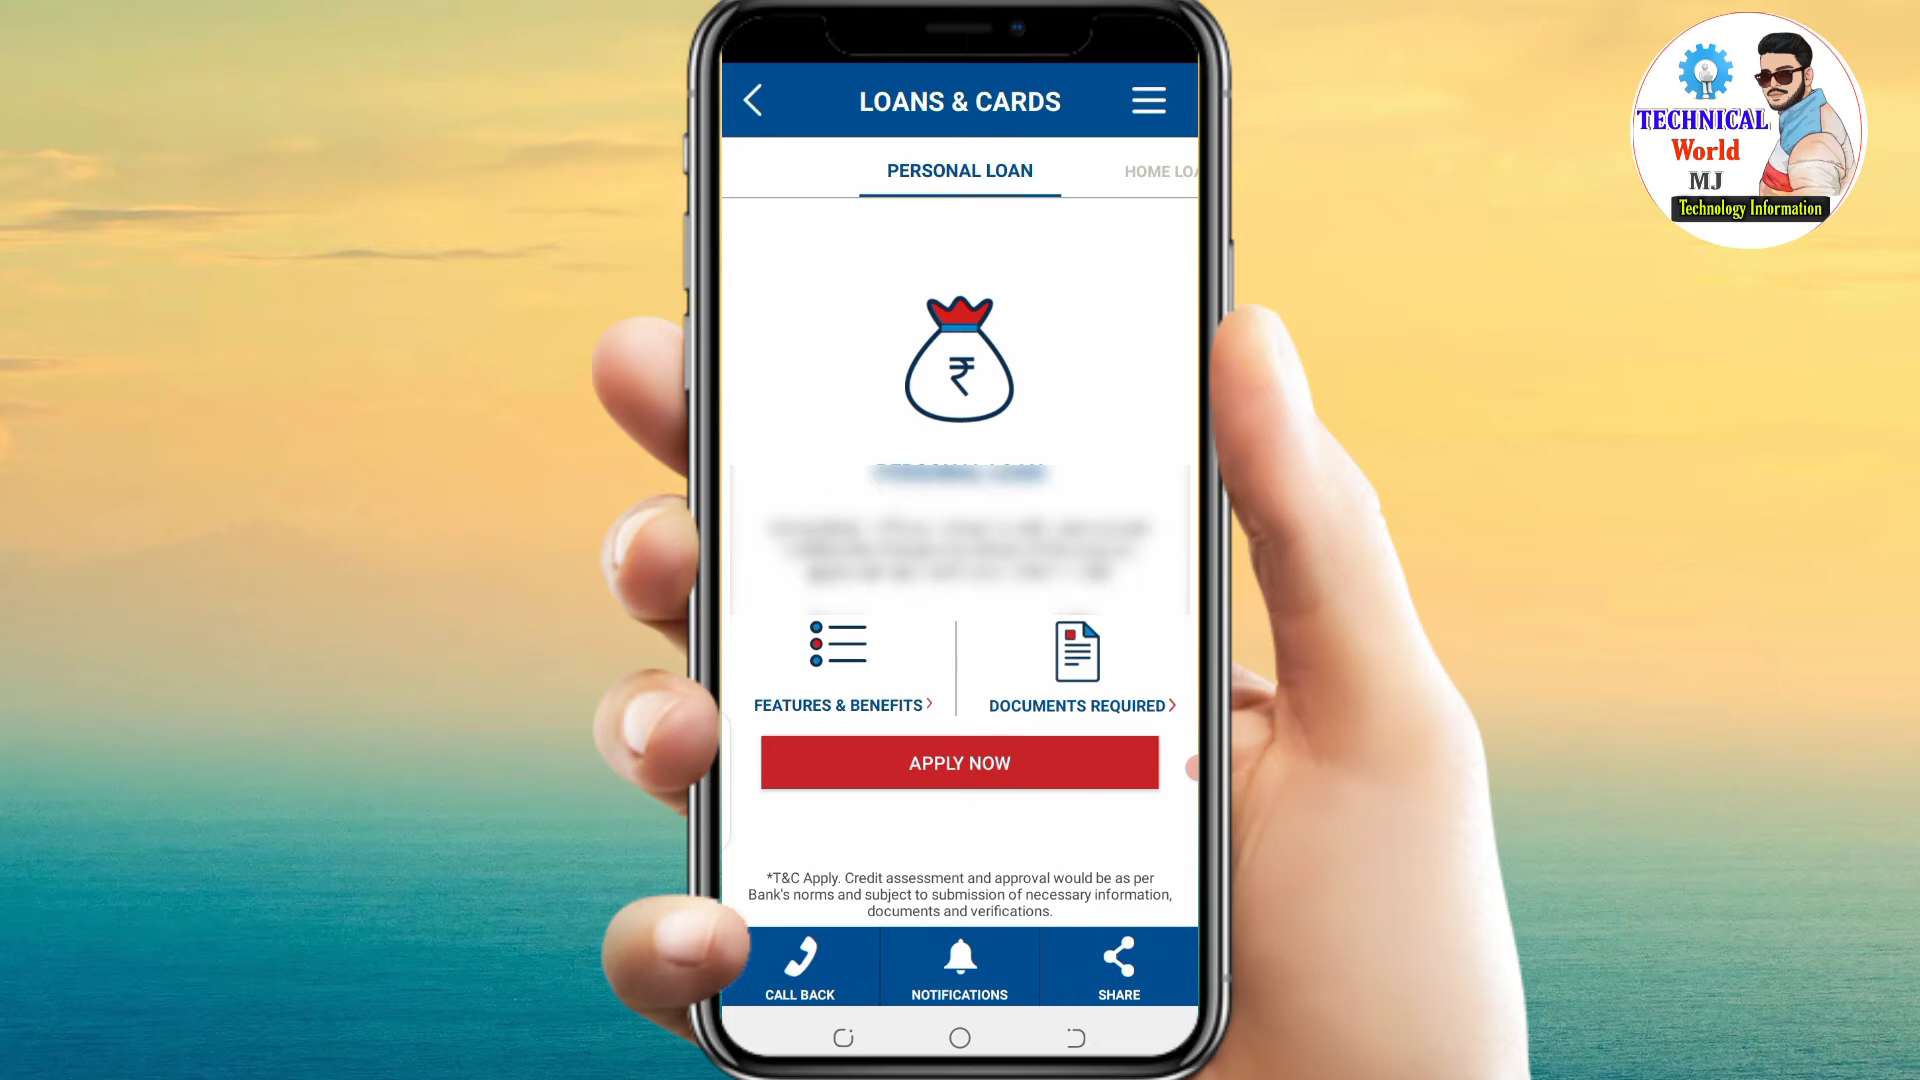 LOANS & CARDS
PERSONAL LOAN
HOME LOA
₹
FEATURES & BENEFITS
DOCUMENTS REQUIRED
APPLY NOW
*T&C Apply. Credit assessment and approval would be as per
Bank's norms and subject to submission of necessary information,
documents and verifications.
CALL BACK
NOTIFICATIONS
SHARE
TECHNICAL
World
MJ
Technology Information